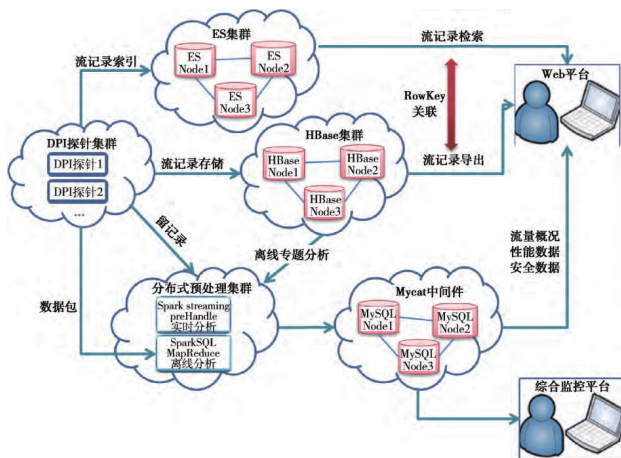 ES集群
ES
Node1
ES
Node2
ES
Node3
流记录索引
流记录检索
Web平台
RowKey
关联
DPI探针集群
DPI探针1
DPI探针2
...
流记录存储
HBase集群
HBase
Node1
HBase
Node2
HBase
Node3
流记录导出
留记录
离线专题分析
流量概况
性能数据
安全数据
数据包
分布式预处理集群
Spark streaming
preHandle
实时分析
SparkSQL
MapReduce
离线分析
Mycat中间件
MySQL
Node1
MySQL
Node2
MySQL
Node3
综合监控平台